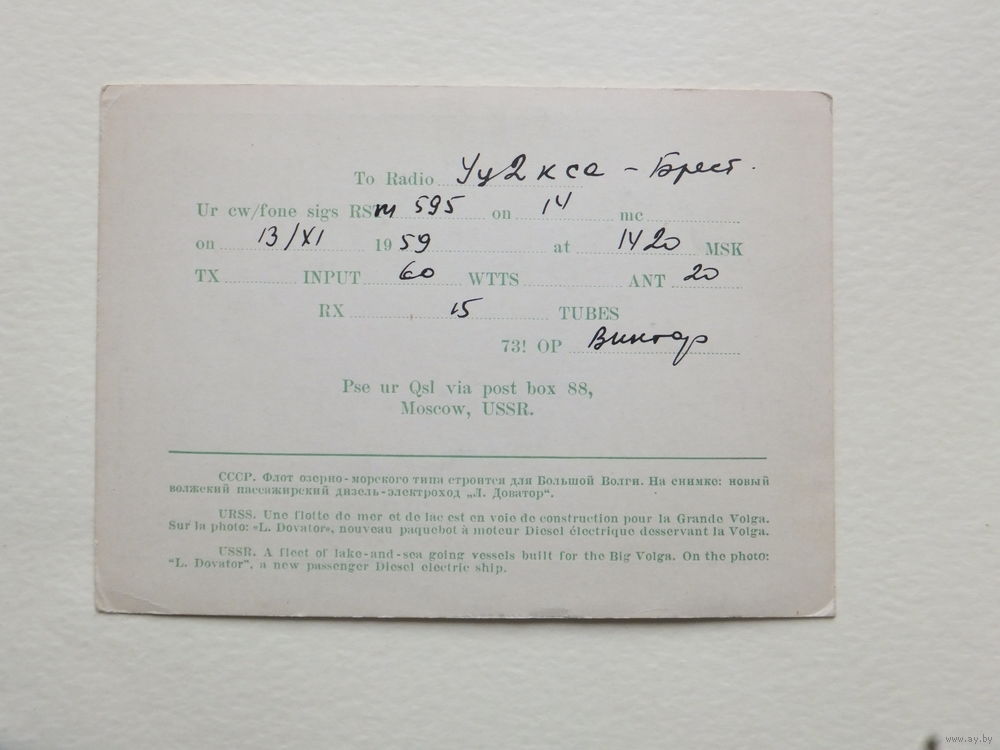 To Radio Уц2кса - Брест.
Ur cw/fone sigs RSTM 595 on 14 mc
on 13/XI 1959 at 1420 MSK
TX INPUT 60 WTTS ANT 20
RX 15 TUBES
73! OP Виктор
Pse ur Qsl via post box 88,
Moscow, USSR.
СССР. Флот озерно-морского типа строится для Большой Волги. На снимке: новый
волжский пассажирский дизель-электроход „Л. Доватор“.
URSS. Une flotte de mer et de lac est en voie de construction pour la Grande Volga.
Sur la photo: «L. Dovator», nouveau paquebot à moteur Diesel électrique desservant la Volga.
USSR. A fleet of lake-and-sea going vessels built for the Big Volga. On the photo:
“L. Dovator”, a new passenger Diesel electric ship.
www.ay.by